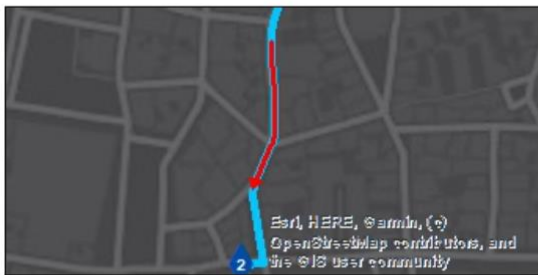 2
Esri, HERE, Garmin, (c)
OpenStreetMap contributors, and
the GIS user community